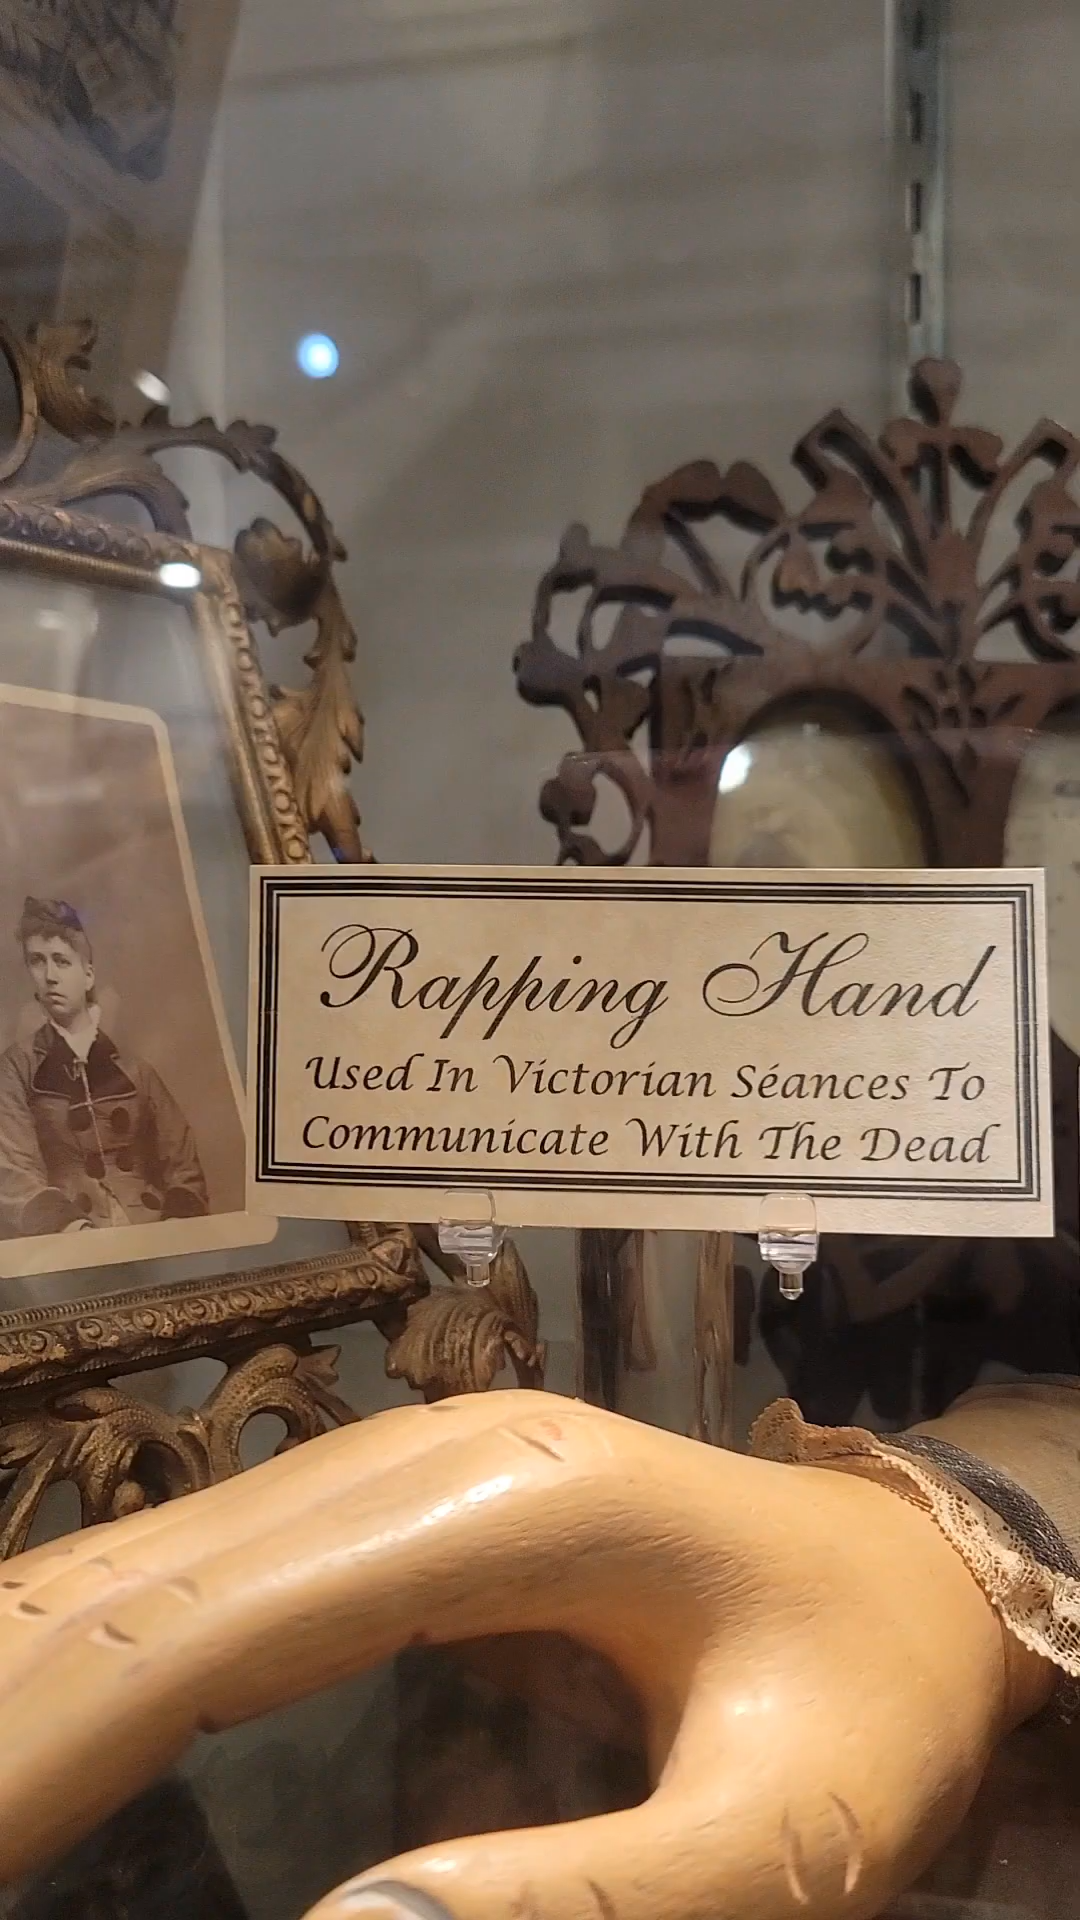 Rapping Hand
Used In Victorian Séances To
Communicate With The Dead